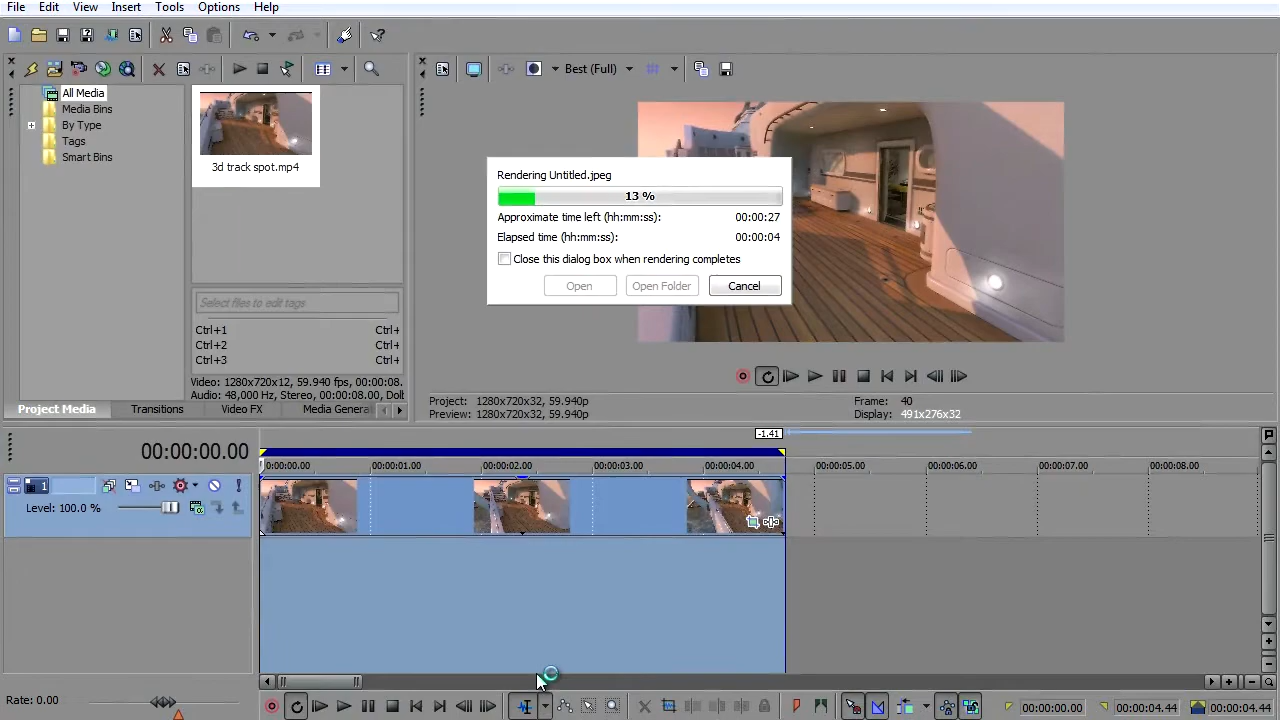 File Edit View Insert Tools Options Help
Best (Full)
All Media
Media Bins
By Type
Tags
Smart Bins
3d track spot.mp4
Select files to edit tags
Ctrl+1 Ctrl+
Ctrl+2 Ctrl+
Ctrl+3 Ctrl+
Video: 1280x720x12, 59.940 fps, 00:00:08.
Audio: 48,000 Hz, Stereo, 00:00:08.00, Dolb
Project Media Transitions Video FX Media Genera
Rendering Untitled.jpeg
13 %
Approximate time left (hh:mm:ss): 00:00:27
Elapsed time (hh:mm:ss): 00:00:04
Close this dialog box when rendering completes
Open Open Folder Cancel
Project: 1280x720x32, 59.940p Frame: 40
Preview: 1280x720x32, 59.940p Display: 491x276x32
-1.41
00:00:00.00
0:00:00.00 00:00:01.00 00:00:02.00 00:00:03.00 00:00:04.00 00:00:05.00 00:00:06.00 00:00:07.00 00:00:08.00
1
Level: 100.0 %
Rate: 0.00
00:00:00.00 00:00:04.44 00:00:04.44